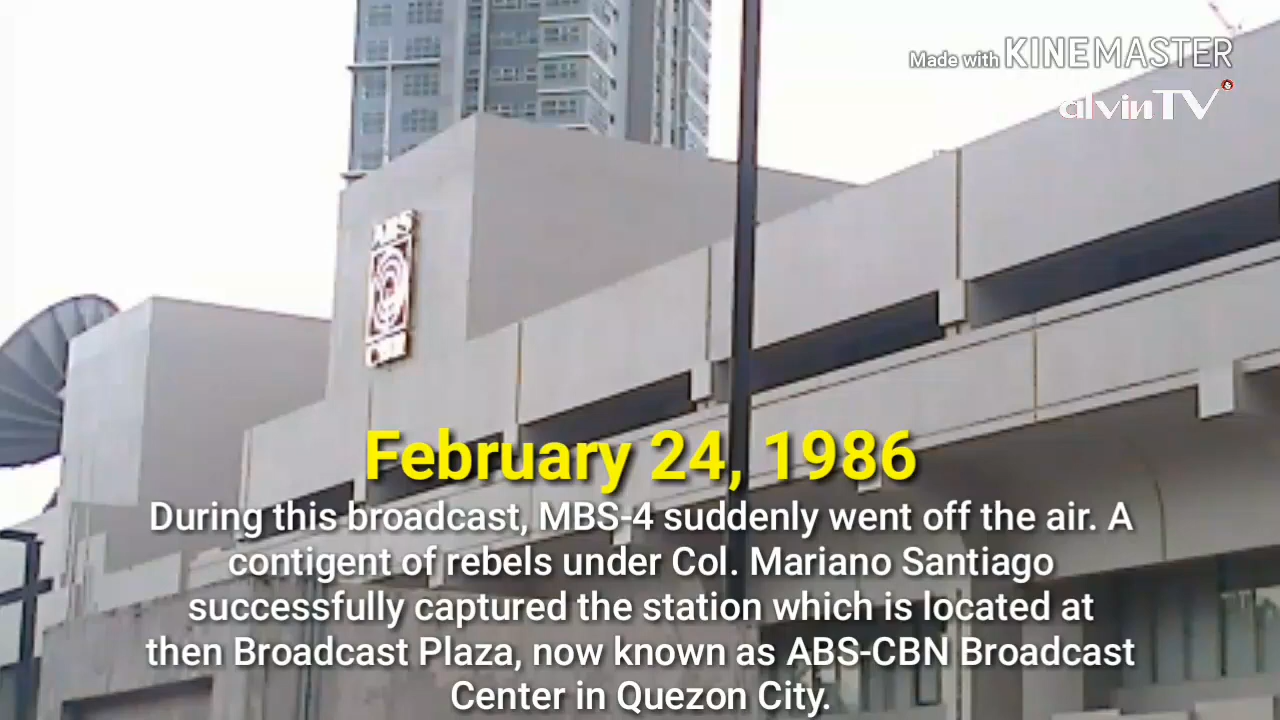 Made with KINEMASTER
alvinTV
ABS
CBN
February 24, 1986
During this broadcast, MBS-4 suddenly went off the air. A
contigent of rebels under Col. Mariano Santiago
successfully captured the station which is located at
then Broadcast Plaza, now known as ABS-CBN Broadcast
Center in Quezon City.